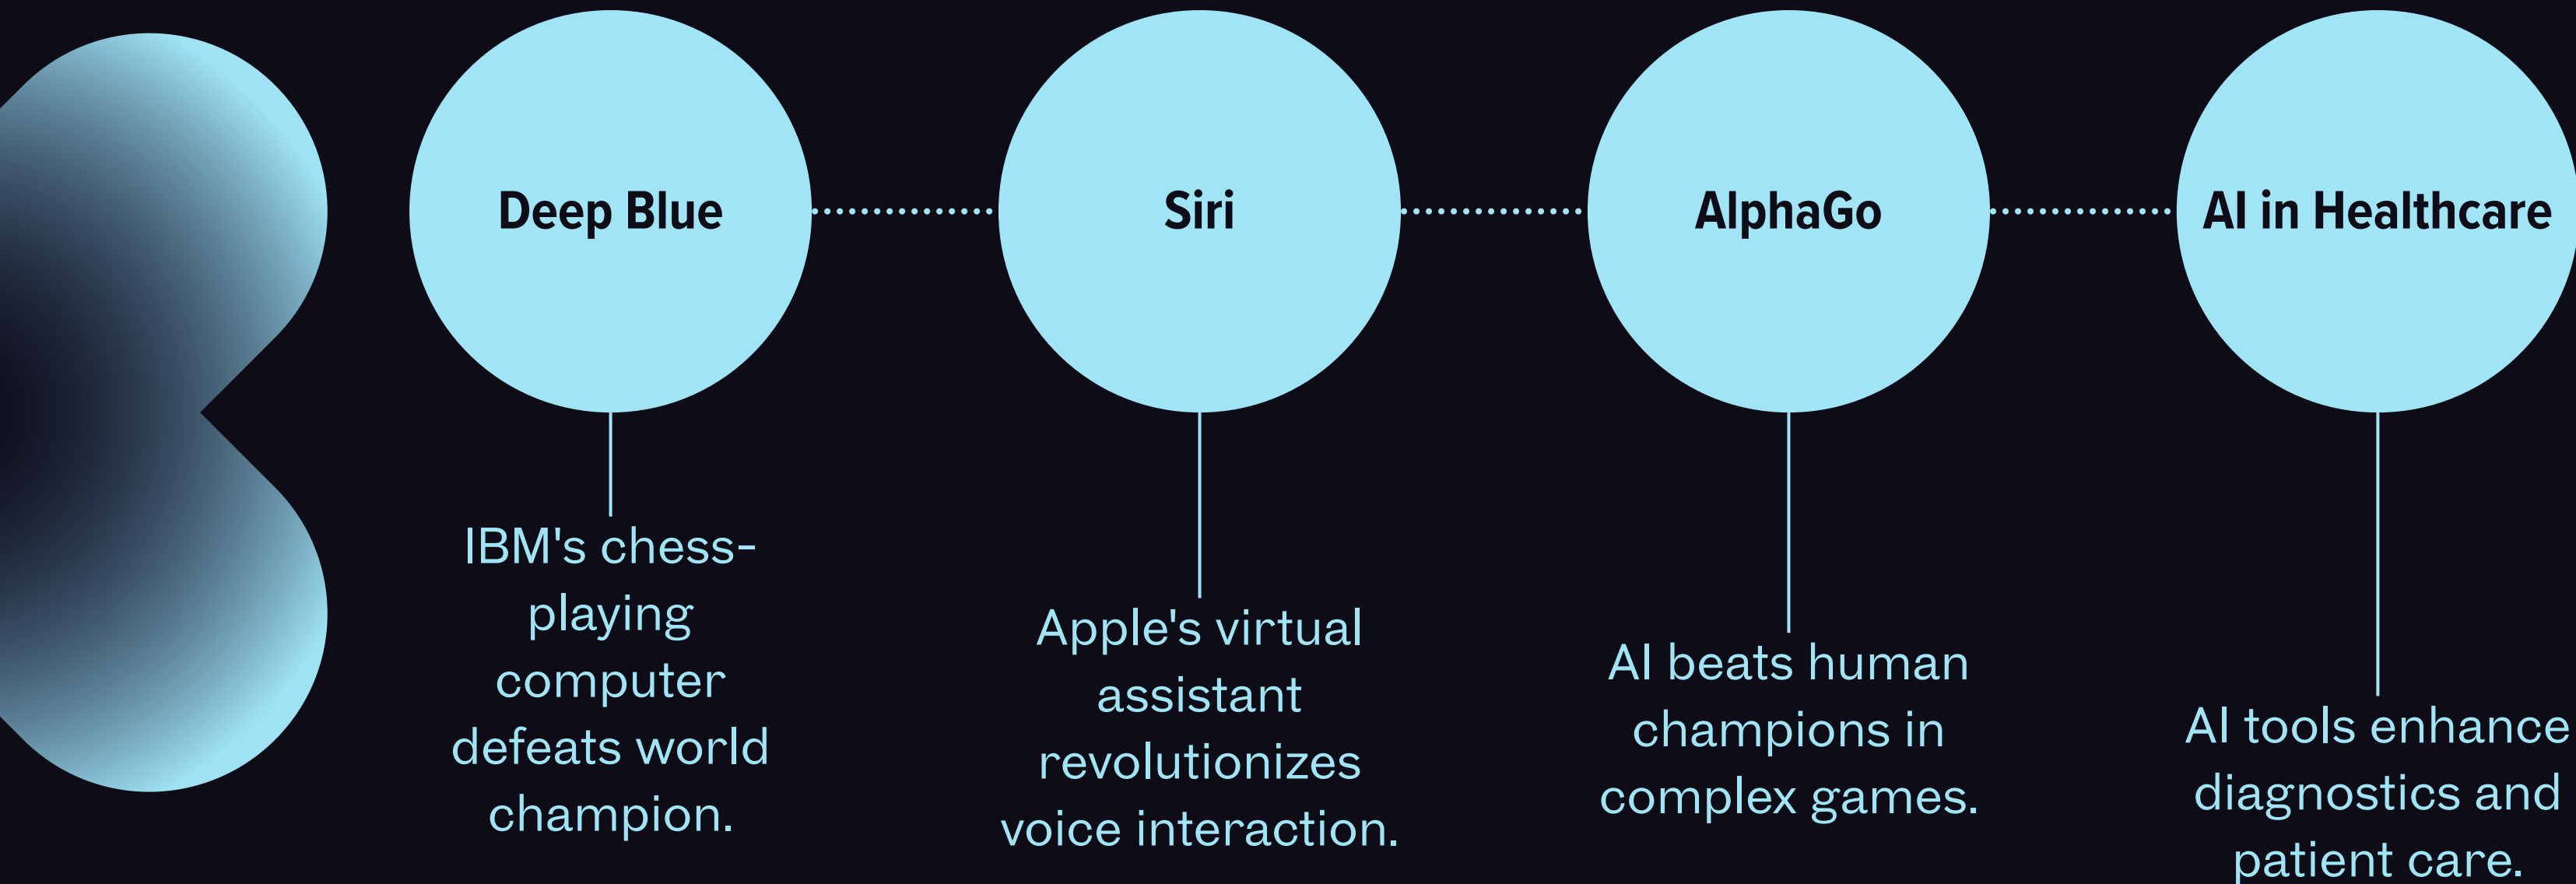 Deep Blue
Siri
AlphaGo
AI in Healthcare
IBM's chess-
playing
computer
defeats world
champion.
Apple's virtual
assistant
revolutionizes
voice interaction.
AI beats human
champions in
complex games.
AI tools enhance
diagnostics and
patient care.